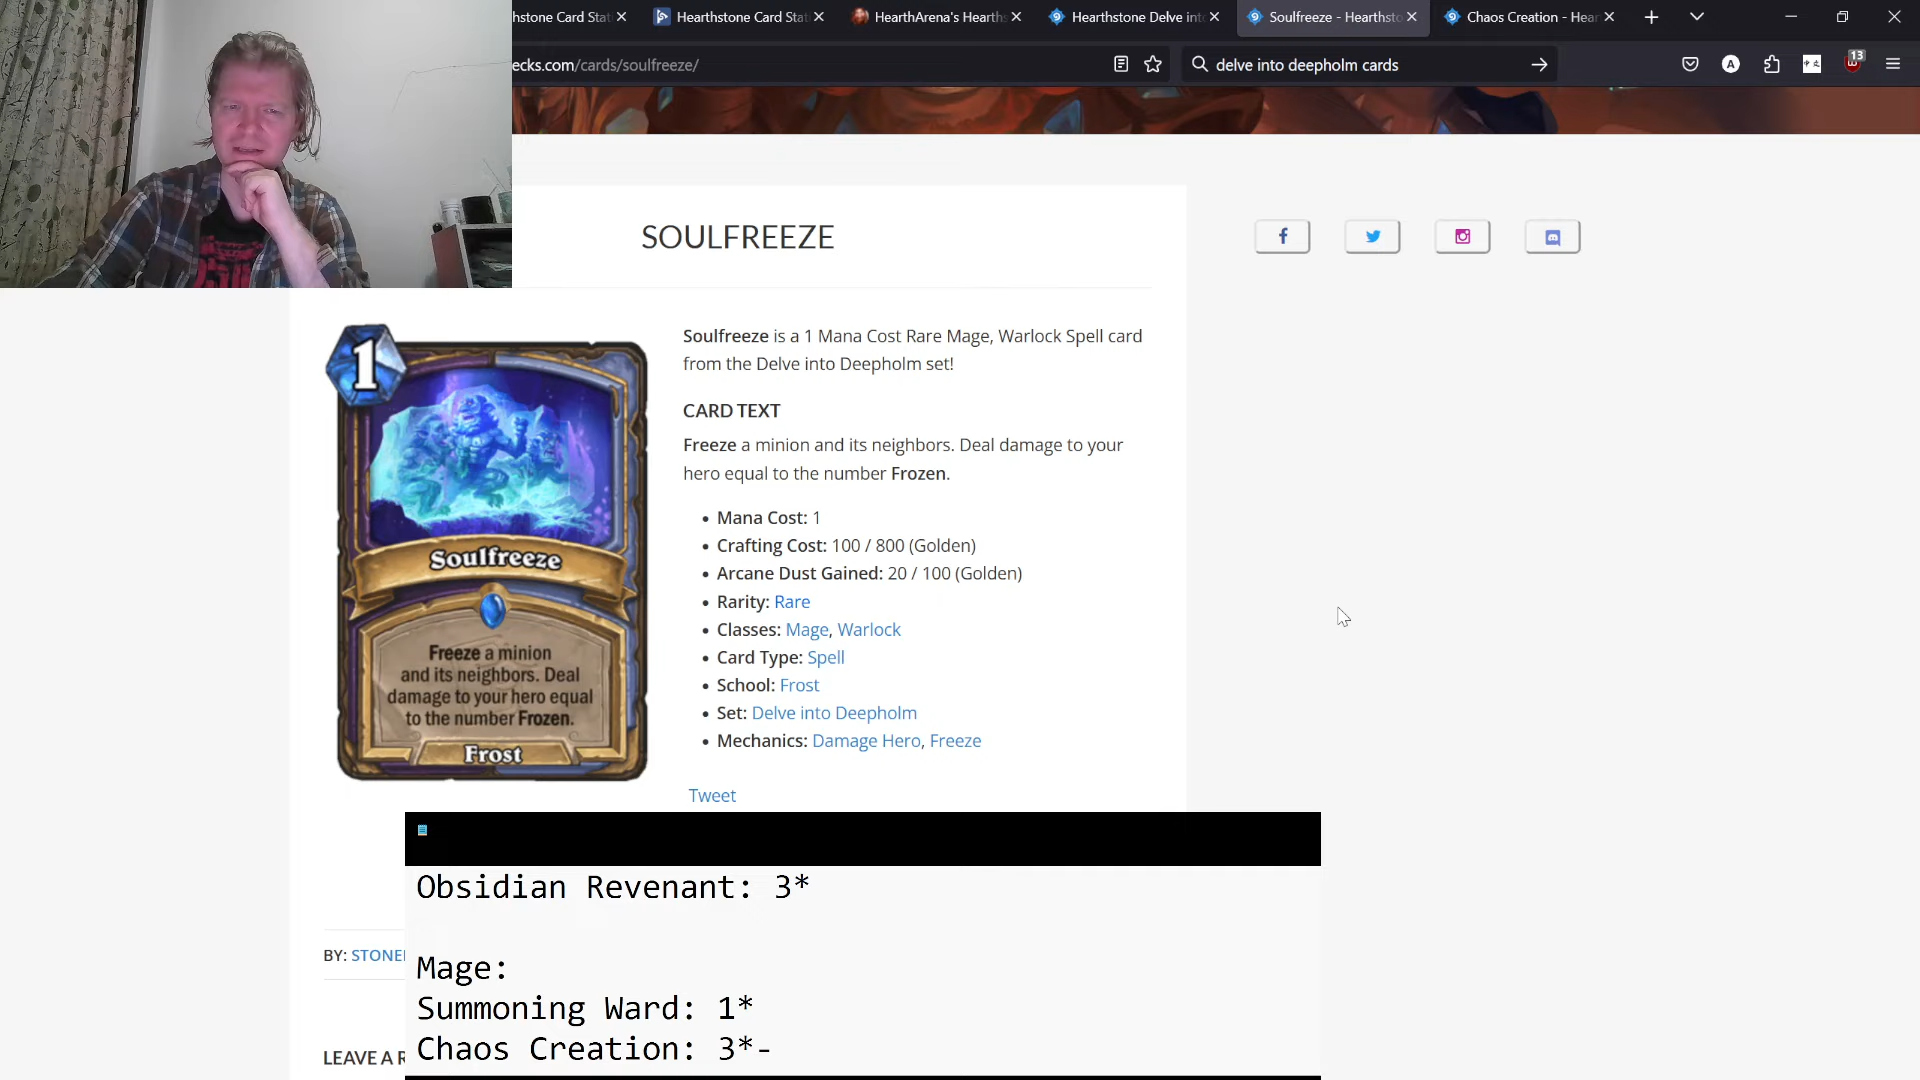 hstone Card Stat
Hearthstone Card Stat
HearthArena's Hearths
Hearthstone Delve int
Soulfreeze - Hearthsto
Chaos Creation - Hear
ecks.com/cards/soulfreeze/
delve into deepholm cards
A
13
SOULFREEZE
1
Soulfreeze
Freeze a minion
and its neighbors. Deal
damage to your hero equal
to the number Frozen.
Frost
Soulfreeze is a 1 Mana Cost Rare Mage, Warlock Spell card
from the Delve into Deepholm set!
CARD TEXT
Freeze a minion and its neighbors. Deal damage to your
hero equal to the number Frozen.
• Mana Cost: 1
• Crafting Cost: 100 / 800 (Golden)
• Arcane Dust Gained: 20 / 100 (Golden)
• Rarity: Rare
• Classes: Mage, Warlock
• Card Type: Spell
• School: Frost
• Set: Delve into Deepholm
• Mechanics: Damage Hero, Freeze
Tweet
BY: STONE
LEAVE A R
Obsidian Revenant: 3*
Mage:
Summoning Ward: 1*
Chaos Creation: 3*-